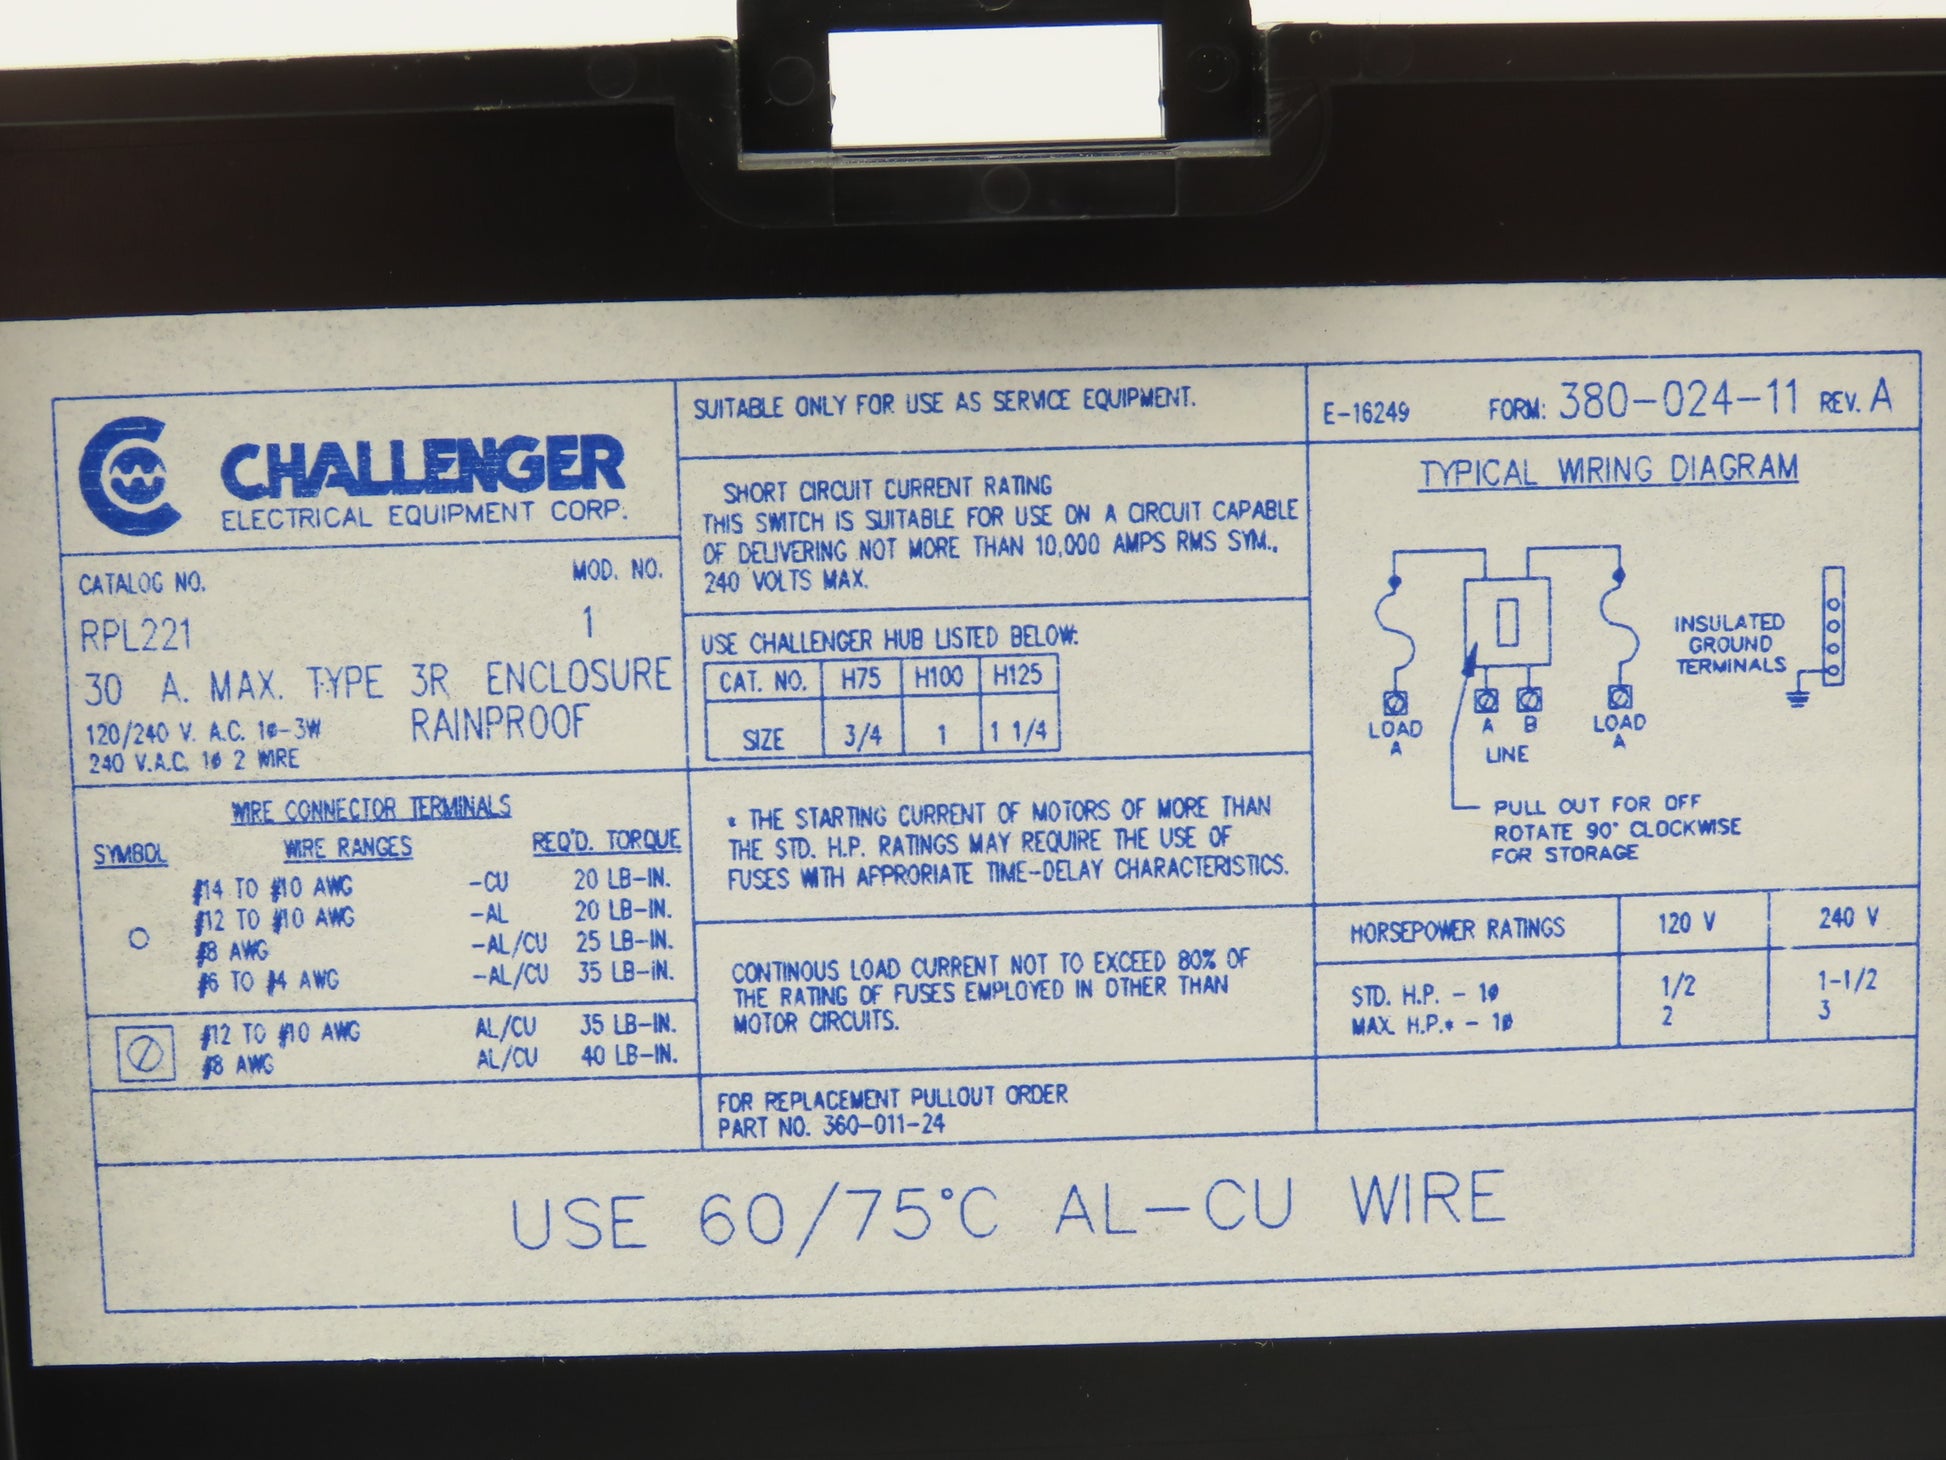 CHALLENGER
ELECTRICAL EQUIPMENT CORP.
CATALOG NO. MOD. NO.
RPL221 1
30 A. MAX. TYPE 3R ENCLOSURE
120/240 V. A.C. 1ø-3W RAINPROOF
240 V.A.C. 1ø 2 WIRE
WIRE CONNECTOR TERMINALS
SYMBOL WIRE RANGES REQ'D. TORQUE
#14 TO #10 AWG -CU 20 LB-IN.
#12 TO #10 AWG -AL 20 LB-IN.
#8 AWG -AL/CU 25 LB-IN.
#6 TO #4 AWG -AL/CU 35 LB-IN.
#12 TO #10 AWG AL/CU 35 LB-IN.
#8 AWG AL/CU 40 LB-IN.
SUITABLE ONLY FOR USE AS SERVICE EQUIPMENT.
SHORT CIRCUIT CURRENT RATING
THIS SWITCH IS SUITABLE FOR USE ON A CIRCUIT CAPABLE
OF DELIVERING NOT MORE THAN 10,000 AMPS RMS SYM.,
240 VOLTS MAX.
USE CHALLENGER HUB LISTED BELOW:
CAT. NO. H75 H100 H125
SIZE 3/4 1 1 1/4
* THE STARTING CURRENT OF MOTORS OF MORE THAN
THE STD. H.P. RATINGS MAY REQUIRE THE USE OF
FUSES WITH APPRORIATE TIME-DELAY CHARACTERISTICS.
CONTINOUS LOAD CURRENT NOT TO EXCEED 80% OF
THE RATING OF FUSES EMPLOYED IN OTHER THAN
MOTOR CIRCUITS.
FOR REPLACEMENT PULLOUT ORDER
PART NO. 360-011-24
E-16249 FORM: 380-024-11 REV. A
TYPICAL WIRING DIAGRAM
INSULATED
GROUND
TERMINALS
LOAD A B LOAD
A LINE A
PULL OUT FOR OFF
ROTATE 90° CLOCKWISE
FOR STORAGE
HORSEPOWER RATINGS 120 V 240 V
STD. H.P. - 1ø 1/2 1-1/2
MAX. H.P.* - 1ø 2 3
USE 60/75°C AL-CU WIRE